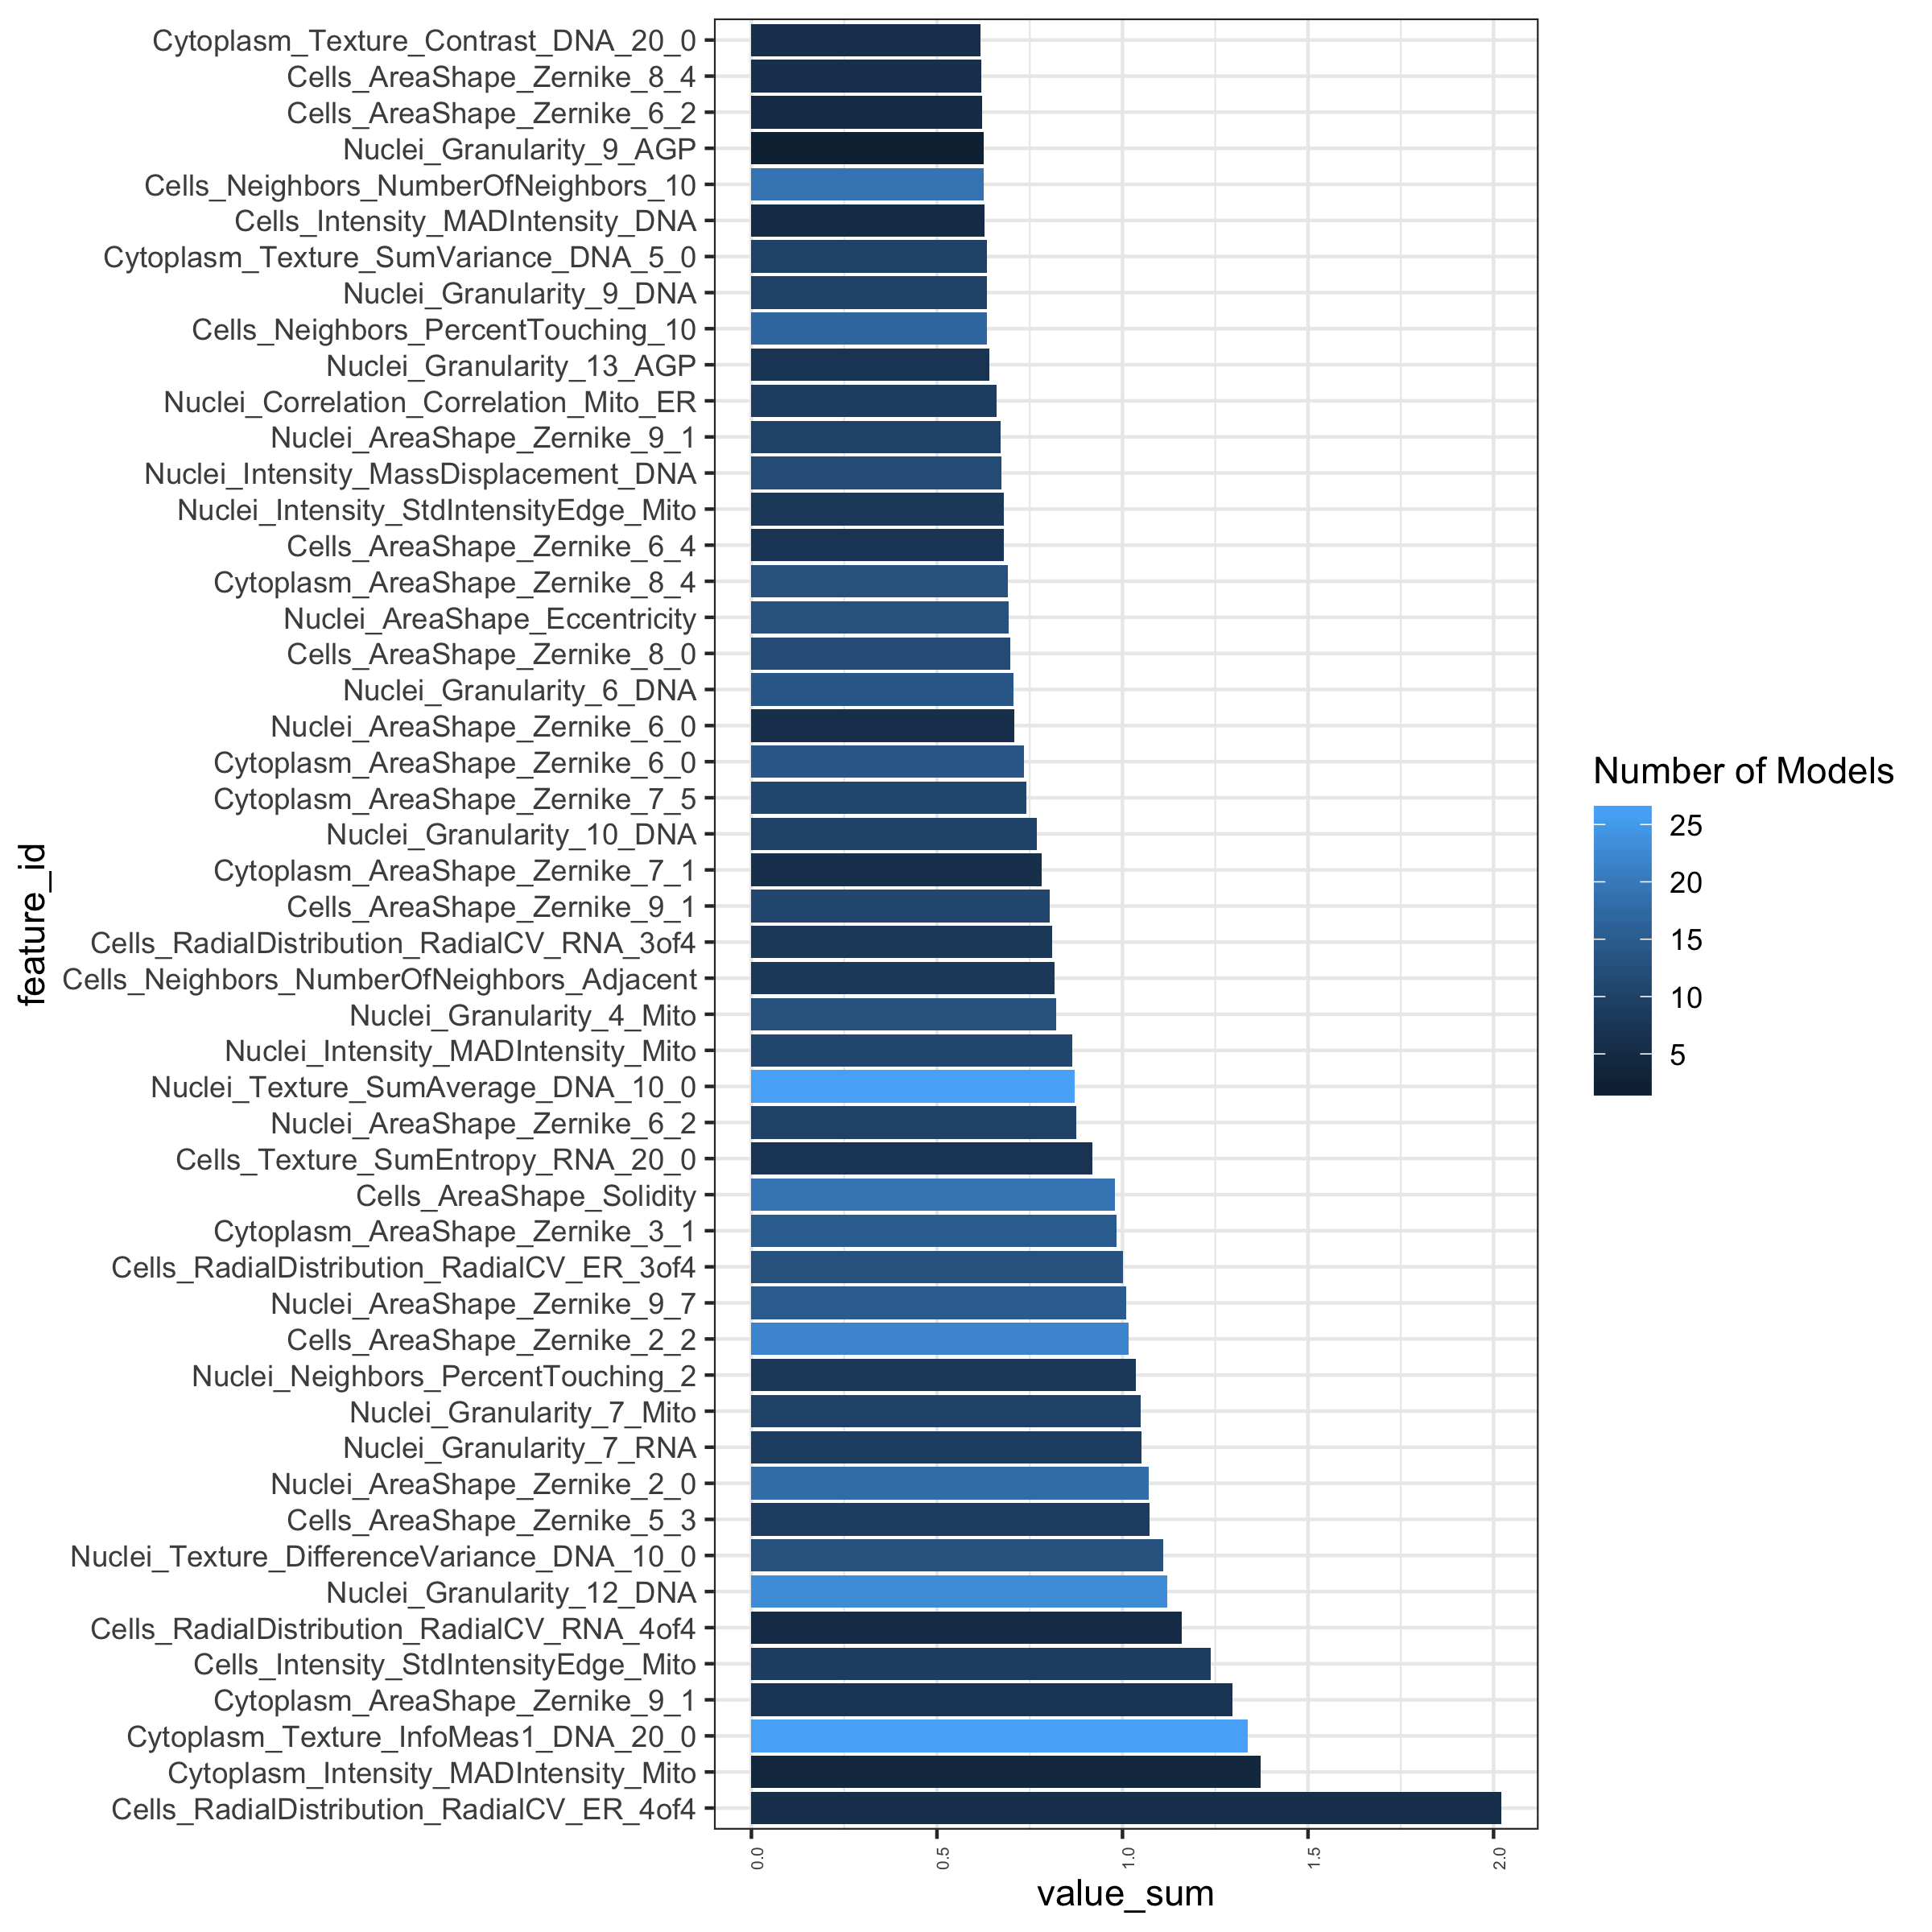 Cytoplasm_Texture_Contrast_DNA_20_0
Cells_AreaShape_Zernike_8_4
Cells_AreaShape_Zernike_6_2
Nuclei_Granularity_9_AGP
Cells_Neighbors_NumberOfNeighbors_10
Cells_Intensity_MADIntensity_DNA
Cytoplasm_Texture_SumVariance_DNA_5_0
Nuclei_Granularity_9_DNA
Cells_Neighbors_PercentTouching_10
Nuclei_Granularity_13_AGP
Nuclei_Correlation_Correlation_Mito_ER
Nuclei_AreaShape_Zernike_9_1
Nuclei_Intensity_MassDisplacement_DNA
Nuclei_Intensity_StdIntensityEdge_Mito
Cells_AreaShape_Zernike_6_4
Cytoplasm_AreaShape_Zernike_8_4
Nuclei_AreaShape_Eccentricity
Cells_AreaShape_Zernike_8_0
Nuclei_Granularity_6_DNA
Nuclei_AreaShape_Zernike_6_0
Cytoplasm_AreaShape_Zernike_6_0
Cytoplasm_AreaShape_Zernike_7_5
Nuclei_Granularity_10_DNA
Cytoplasm_AreaShape_Zernike_7_1
Cells_AreaShape_Zernike_9_1
Cells_RadialDistribution_RadialCV_RNA_3of4
Cells_Neighbors_NumberOfNeighbors_Adjacent
Nuclei_Granularity_4_Mito
Nuclei_Intensity_MADIntensity_Mito
Nuclei_Texture_SumAverage_DNA_10_0
Nuclei_AreaShape_Zernike_6_2
Cells_Texture_SumEntropy_RNA_20_0
Cells_AreaShape_Solidity
Cytoplasm_AreaShape_Zernike_3_1
Cells_RadialDistribution_RadialCV_ER_3of4
Nuclei_AreaShape_Zernike_9_7
Cells_AreaShape_Zernike_2_2
Nuclei_Neighbors_PercentTouching_2
Nuclei_Granularity_7_Mito
Nuclei_Granularity_7_RNA
Nuclei_AreaShape_Zernike_2_0
Cells_AreaShape_Zernike_5_3
Nuclei_Texture_DifferenceVariance_DNA_10_0
Nuclei_Granularity_12_DNA
Cells_RadialDistribution_RadialCV_RNA_4of4
Cells_Intensity_StdIntensityEdge_Mito
Cytoplasm_AreaShape_Zernike_9_1
Cytoplasm_Texture_InfoMeas1_DNA_20_0
Cytoplasm_Intensity_MADIntensity_Mito
Cells_RadialDistribution_RadialCV_ER_4of4
feature_id
0.0
0.5
1.0
1.5
2.0
value_sum
Number of Models
25
20
15
10
5